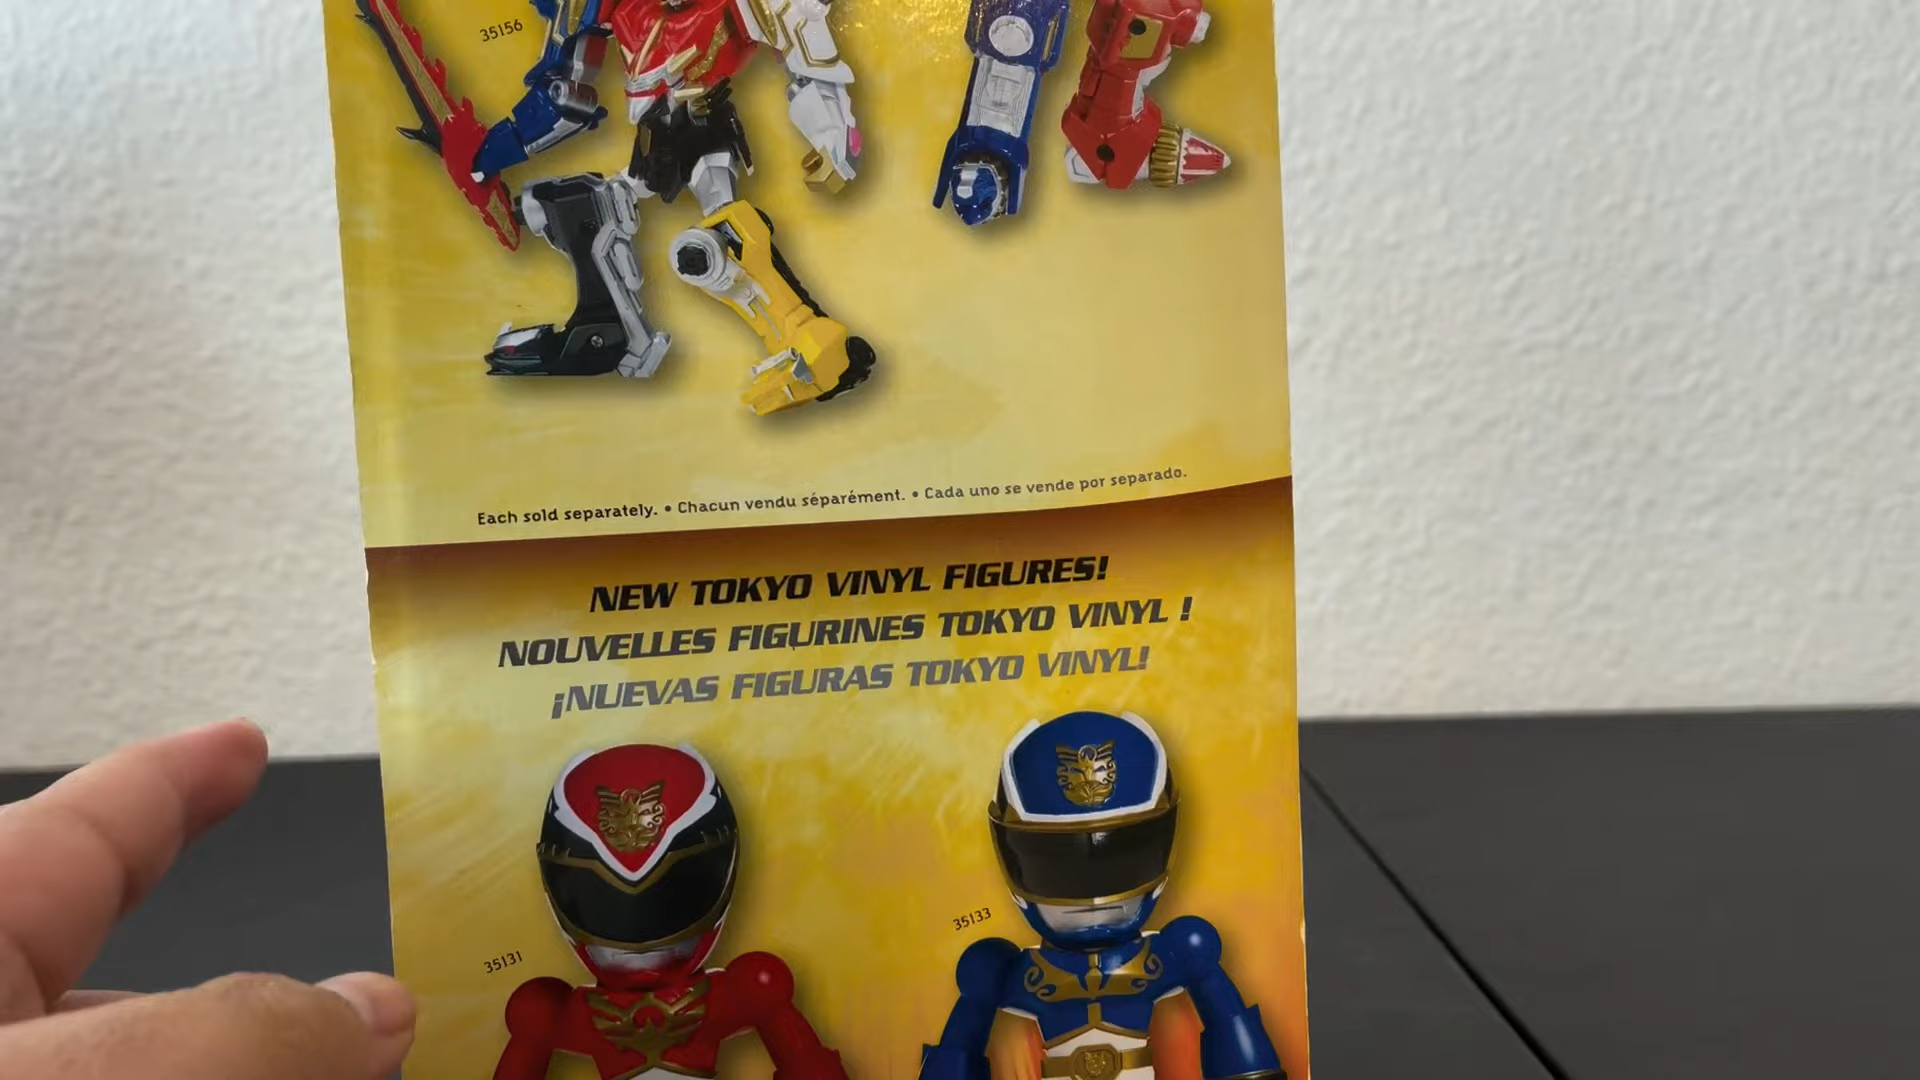 35156
Each sold separately. • Chacun vendu séparément. • Cada uno se vende por separado.
NEW TOKYO VINYL FIGURES!
NOUVELLES FIGURINES TOKYO VINYL !
¡NUEVAS FIGURAS TOKYO VINYL!
35131
35133